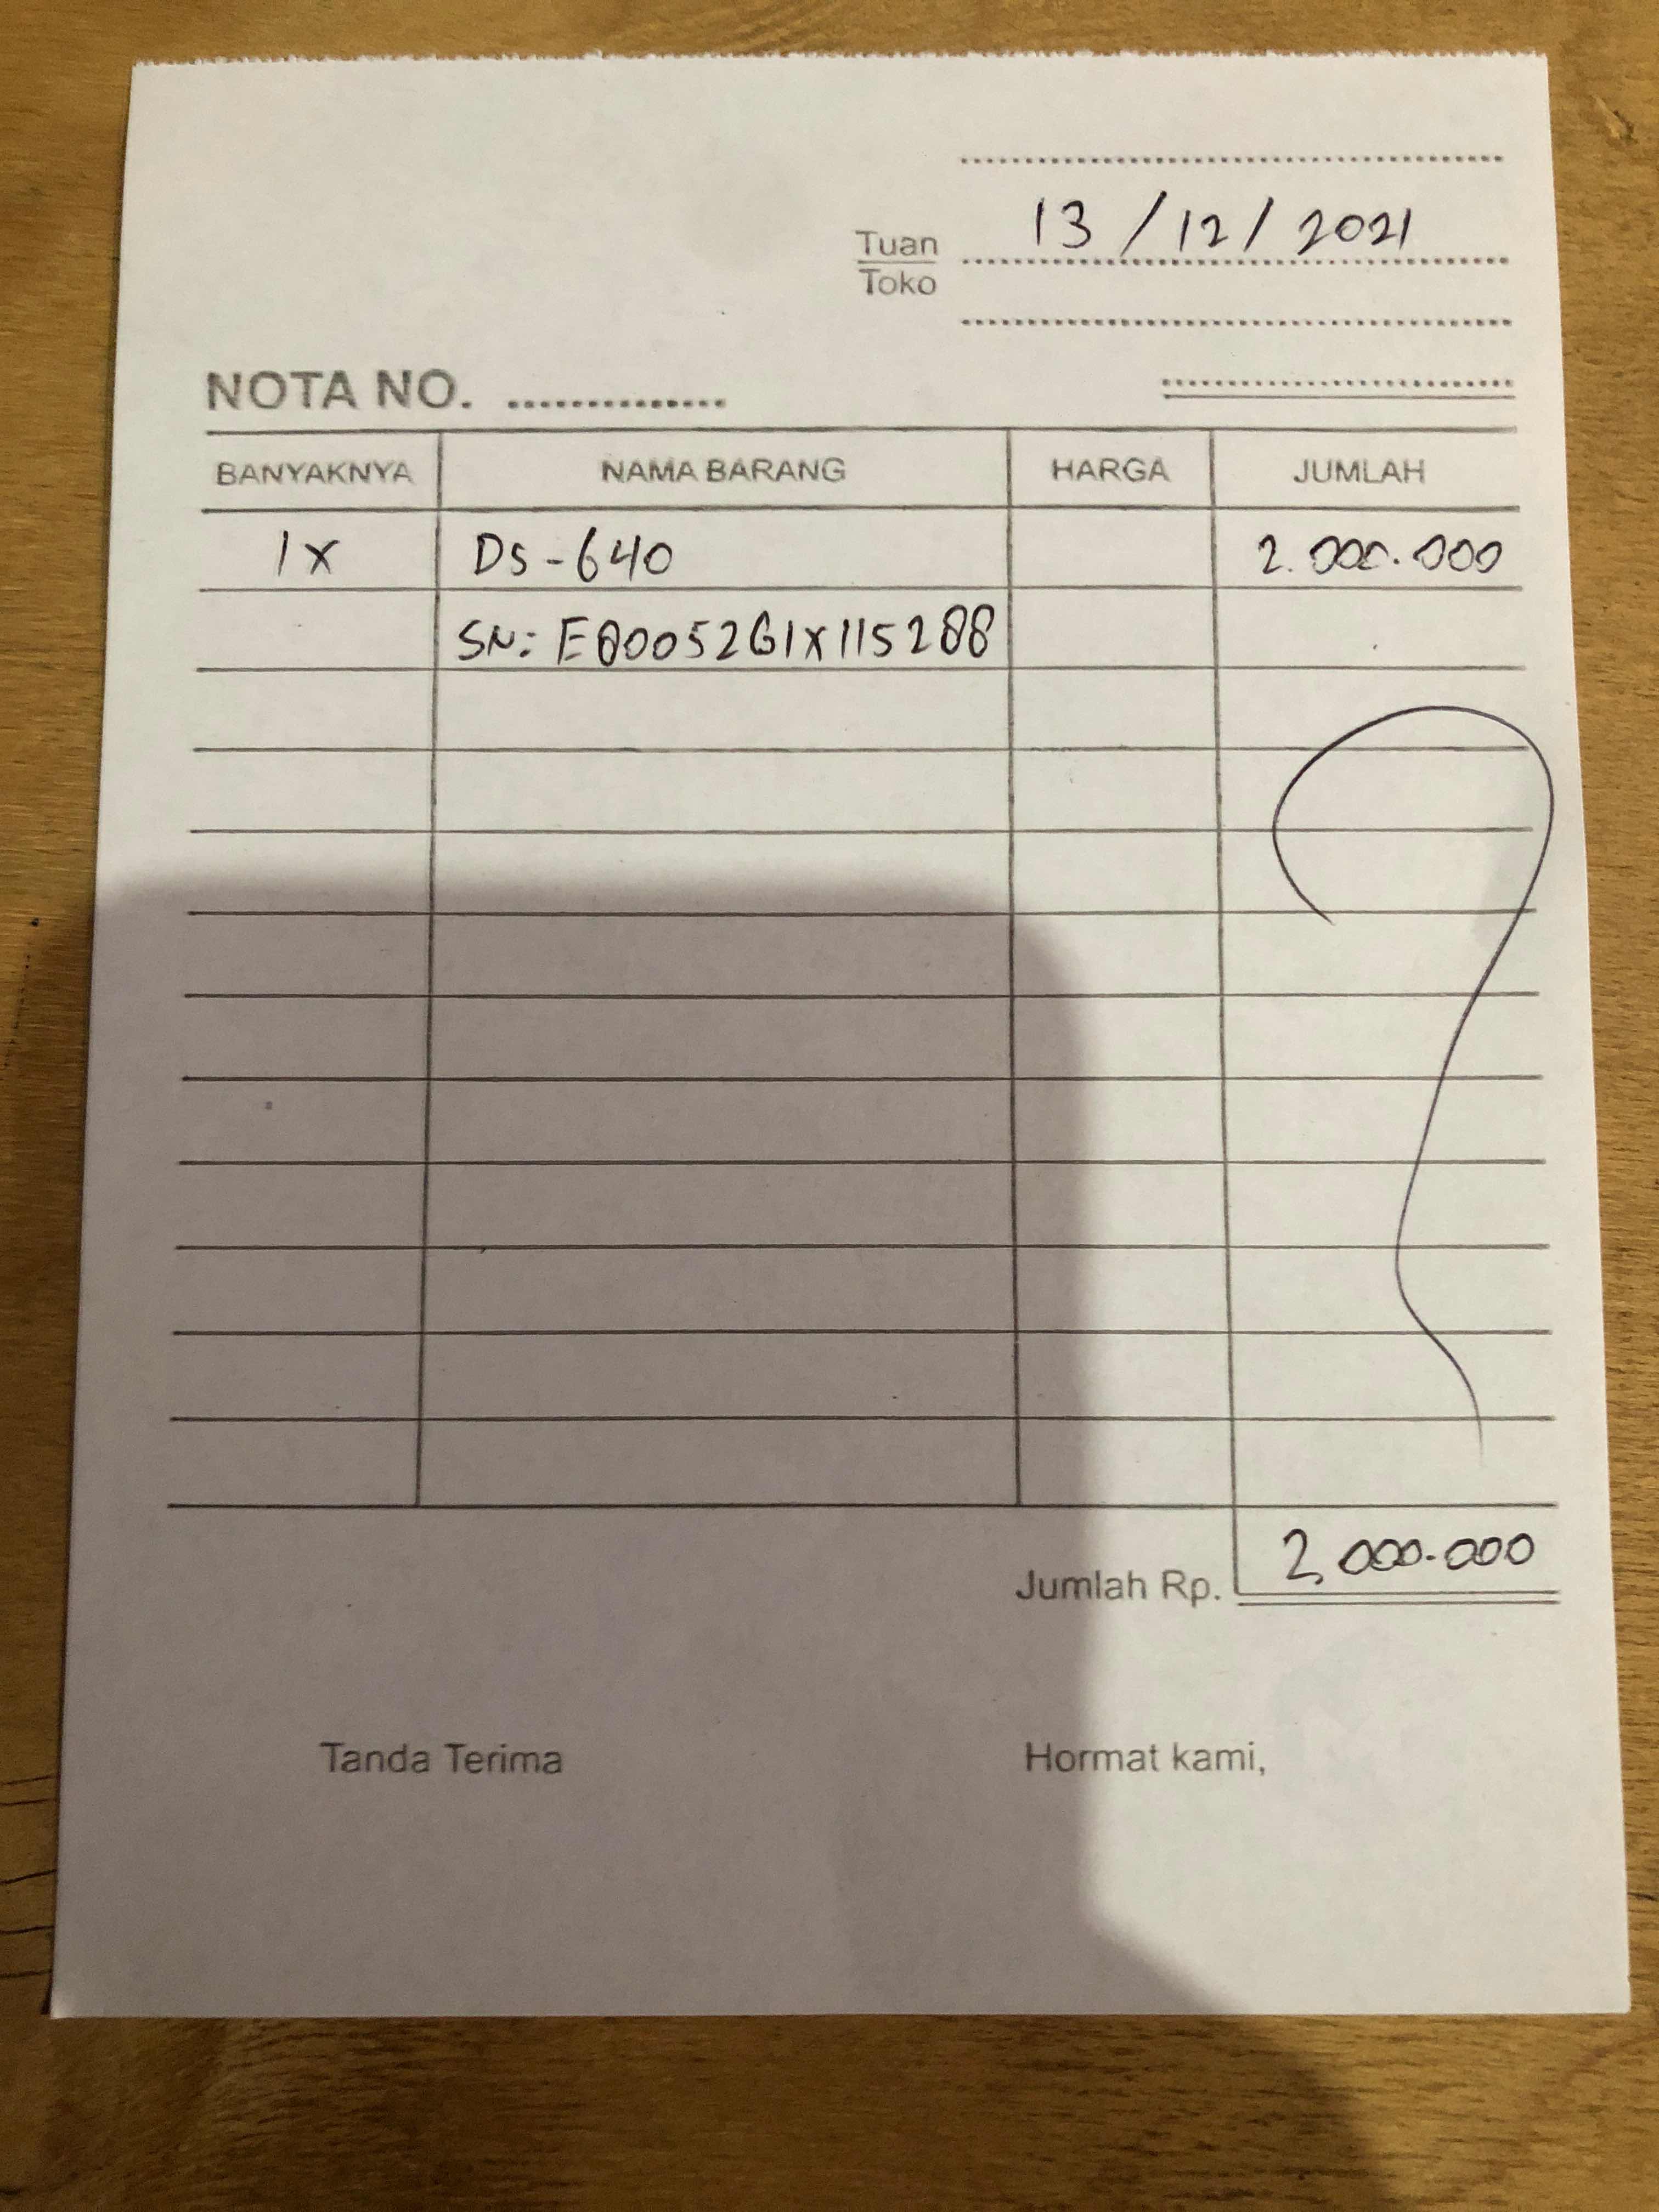 13/12/2021
Tuan
Toko
NOTA NO. ..............
BANYAKNYA NAMA BARANG HARGA JUMLAH
1x DS-640 2.000.000
SN: E80052G1X115288
Jumlah Rp. 2.000.000
Tanda Terima Hormat kami,